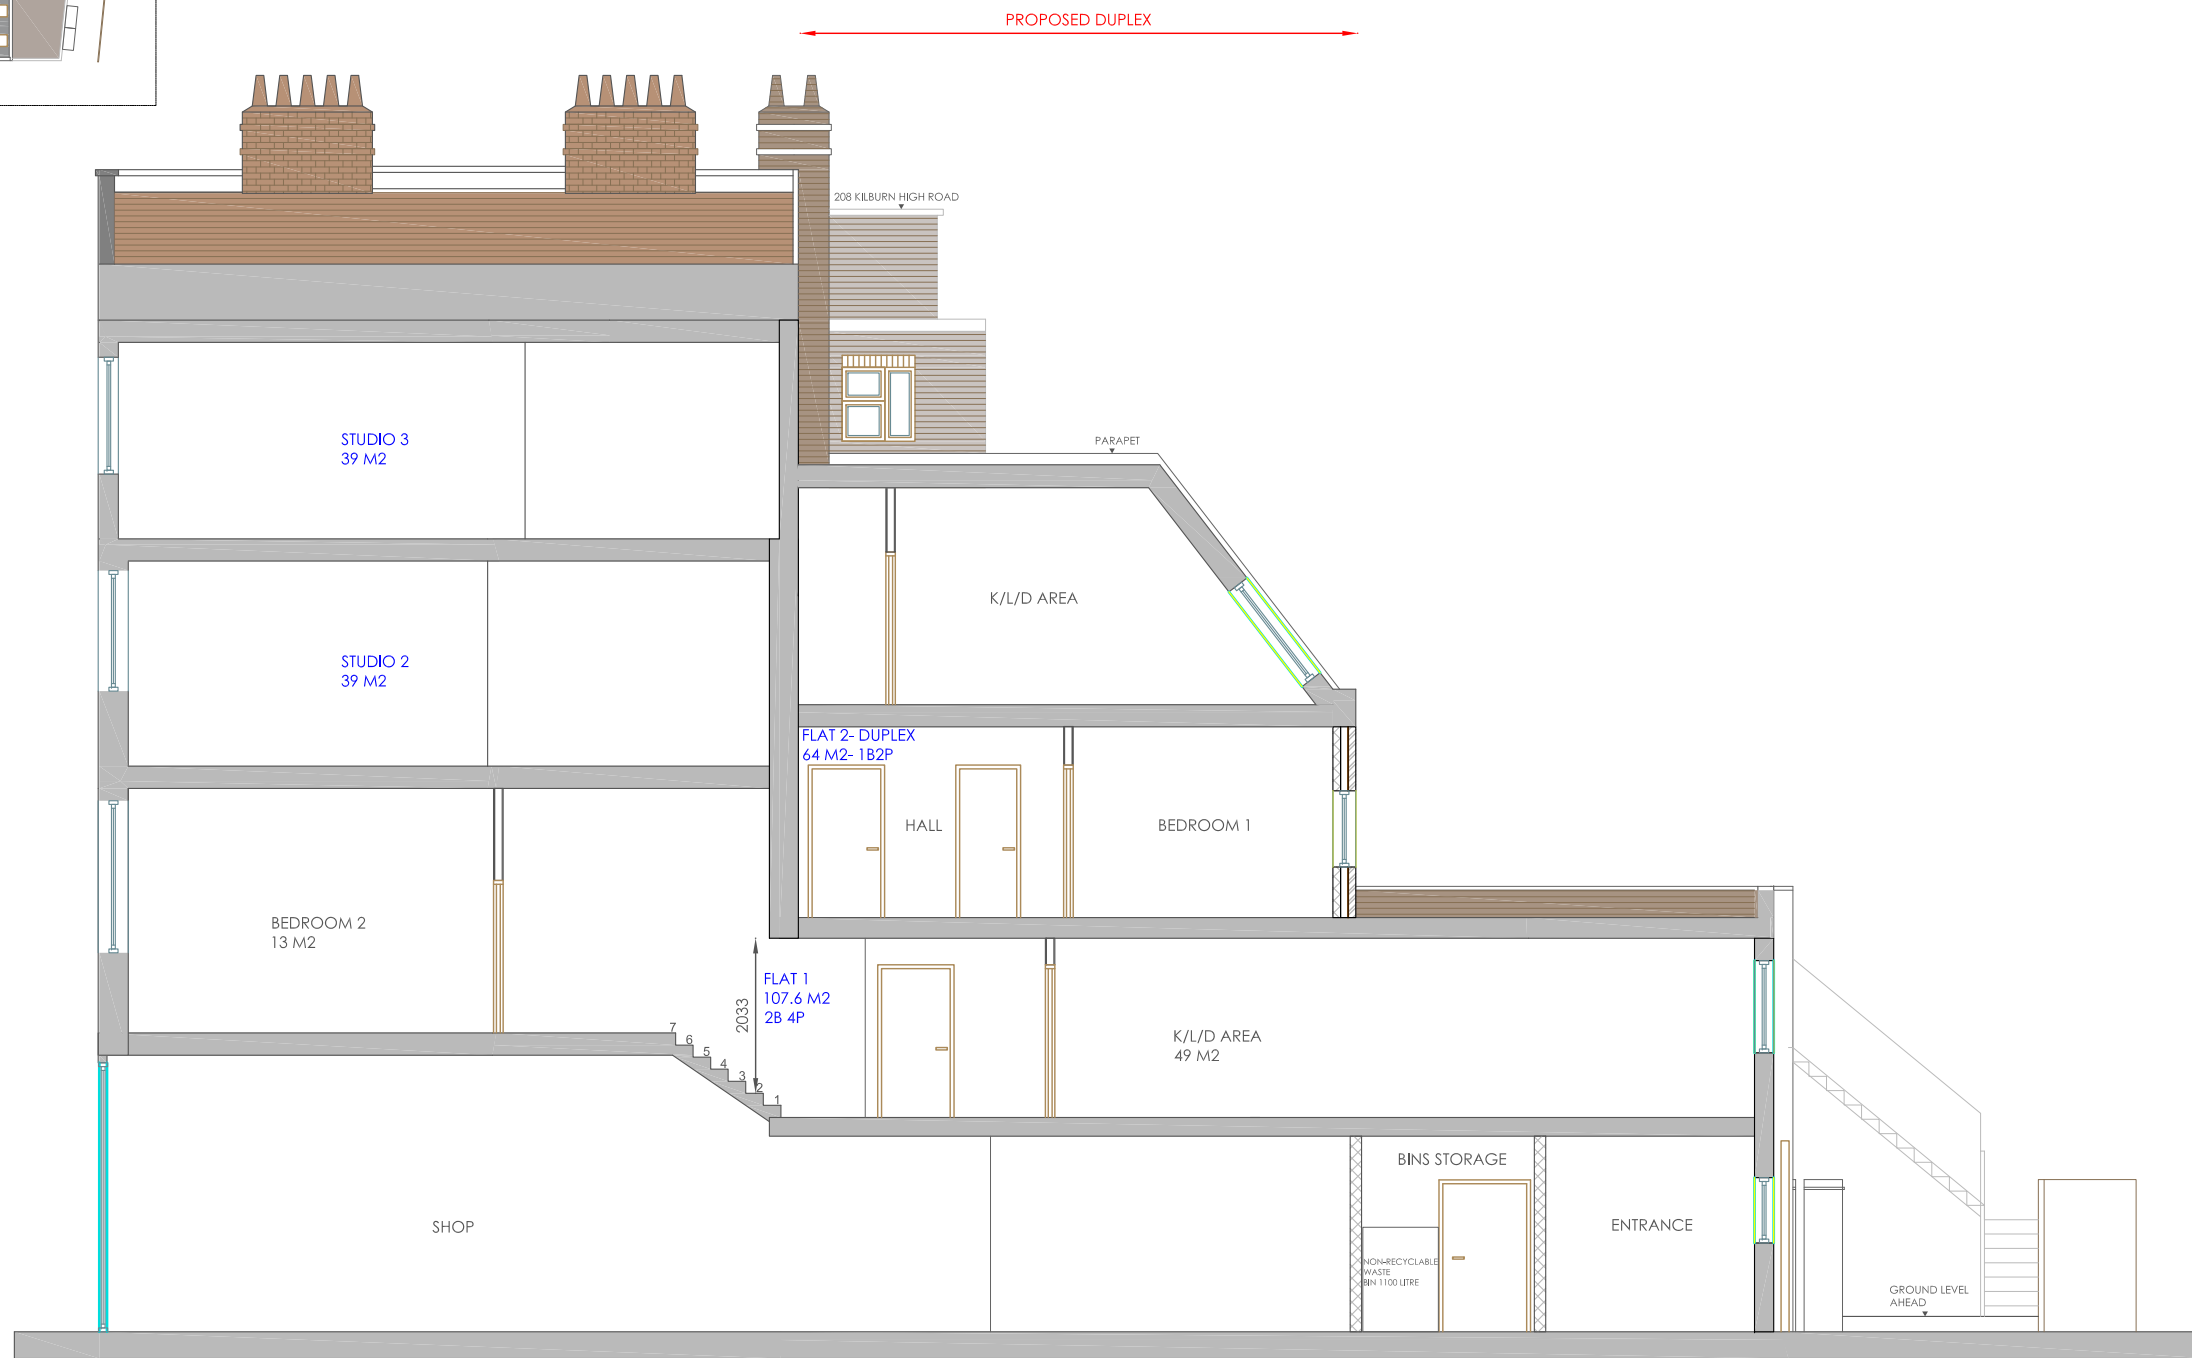 PROPOSED DUPLEX
208 KILBURN HIGH ROAD
STUDIO 3
39 M2
PARAPET
K/L/D AREA
STUDIO 2
39 M2
FLAT 2- DUPLEX
64 M2- 1B2P
HALL
BEDROOM 1
BEDROOM 2
13 M2
FLAT 1
107.6 M2
2B 4P
2033
7
6
5
4
3
2
1
K/L/D AREA
49 M2
BINS STORAGE
SHOP
ENTRANCE
NON-RECYCLABLE
WASTE
BIN 1100 LITRE
GROUND LEVEL
AHEAD